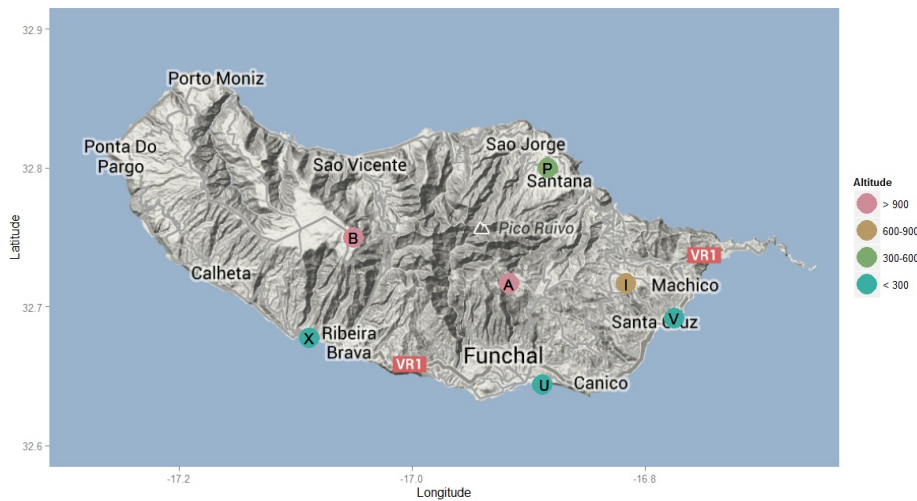 32.9
Porto Moniz
Sao Jorge
Ponta Do
Pargo
Sao Vicente
32.8
P
Santana
Altitude
> 900
600-900
300-600
< 300
Latitude
Pico Ruivo
B
VR1
Calheta
A
I
Machico
32.7
Santa Cruz
V
X
Ribeira
Brava
VR1
Funchal
U
Canico
32.6
-17.2
-17.0
-16.8
Longitude